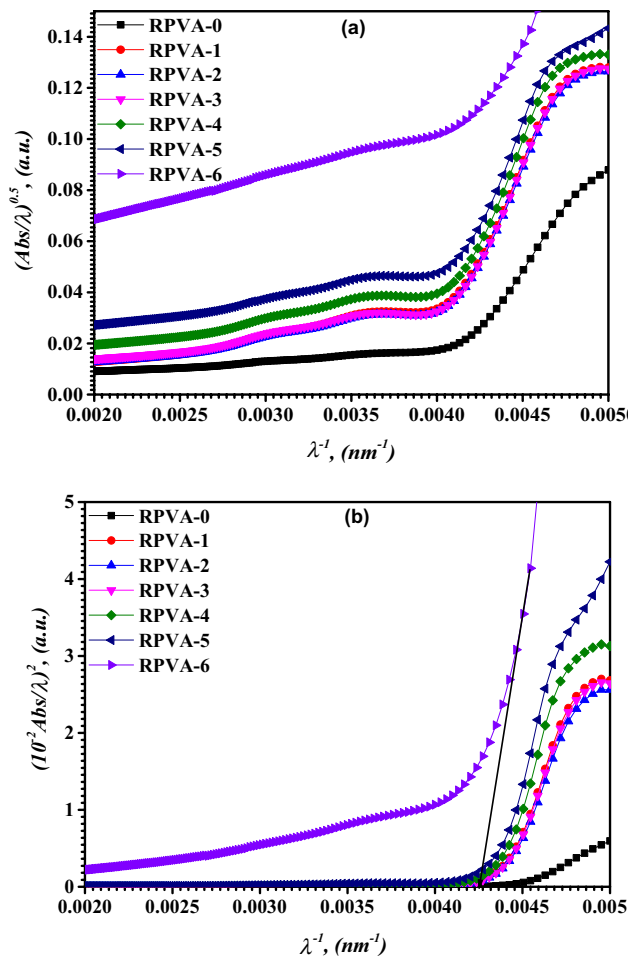 (a)
RPVA-0
RPVA-1
RPVA-2
RPVA-3
RPVA-4
RPVA-5
RPVA-6
0.14
0.12
0.10
0.08
0.06
0.04
0.02
0.00
(Abs/λ)^0.5, (a.u.)
0.0020 0.0025 0.0030 0.0035 0.0040 0.0045 0.0050
λ^-1, (nm^-1)
(b)
RPVA-0
RPVA-1
RPVA-2
RPVA-3
RPVA-4
RPVA-5
RPVA-6
5
4
3
2
1
0
(10^-2Abs/λ)^2, (a.u.)
0.0020 0.0025 0.0030 0.0035 0.0040 0.0045 0.005
λ^-1, (nm^-1)